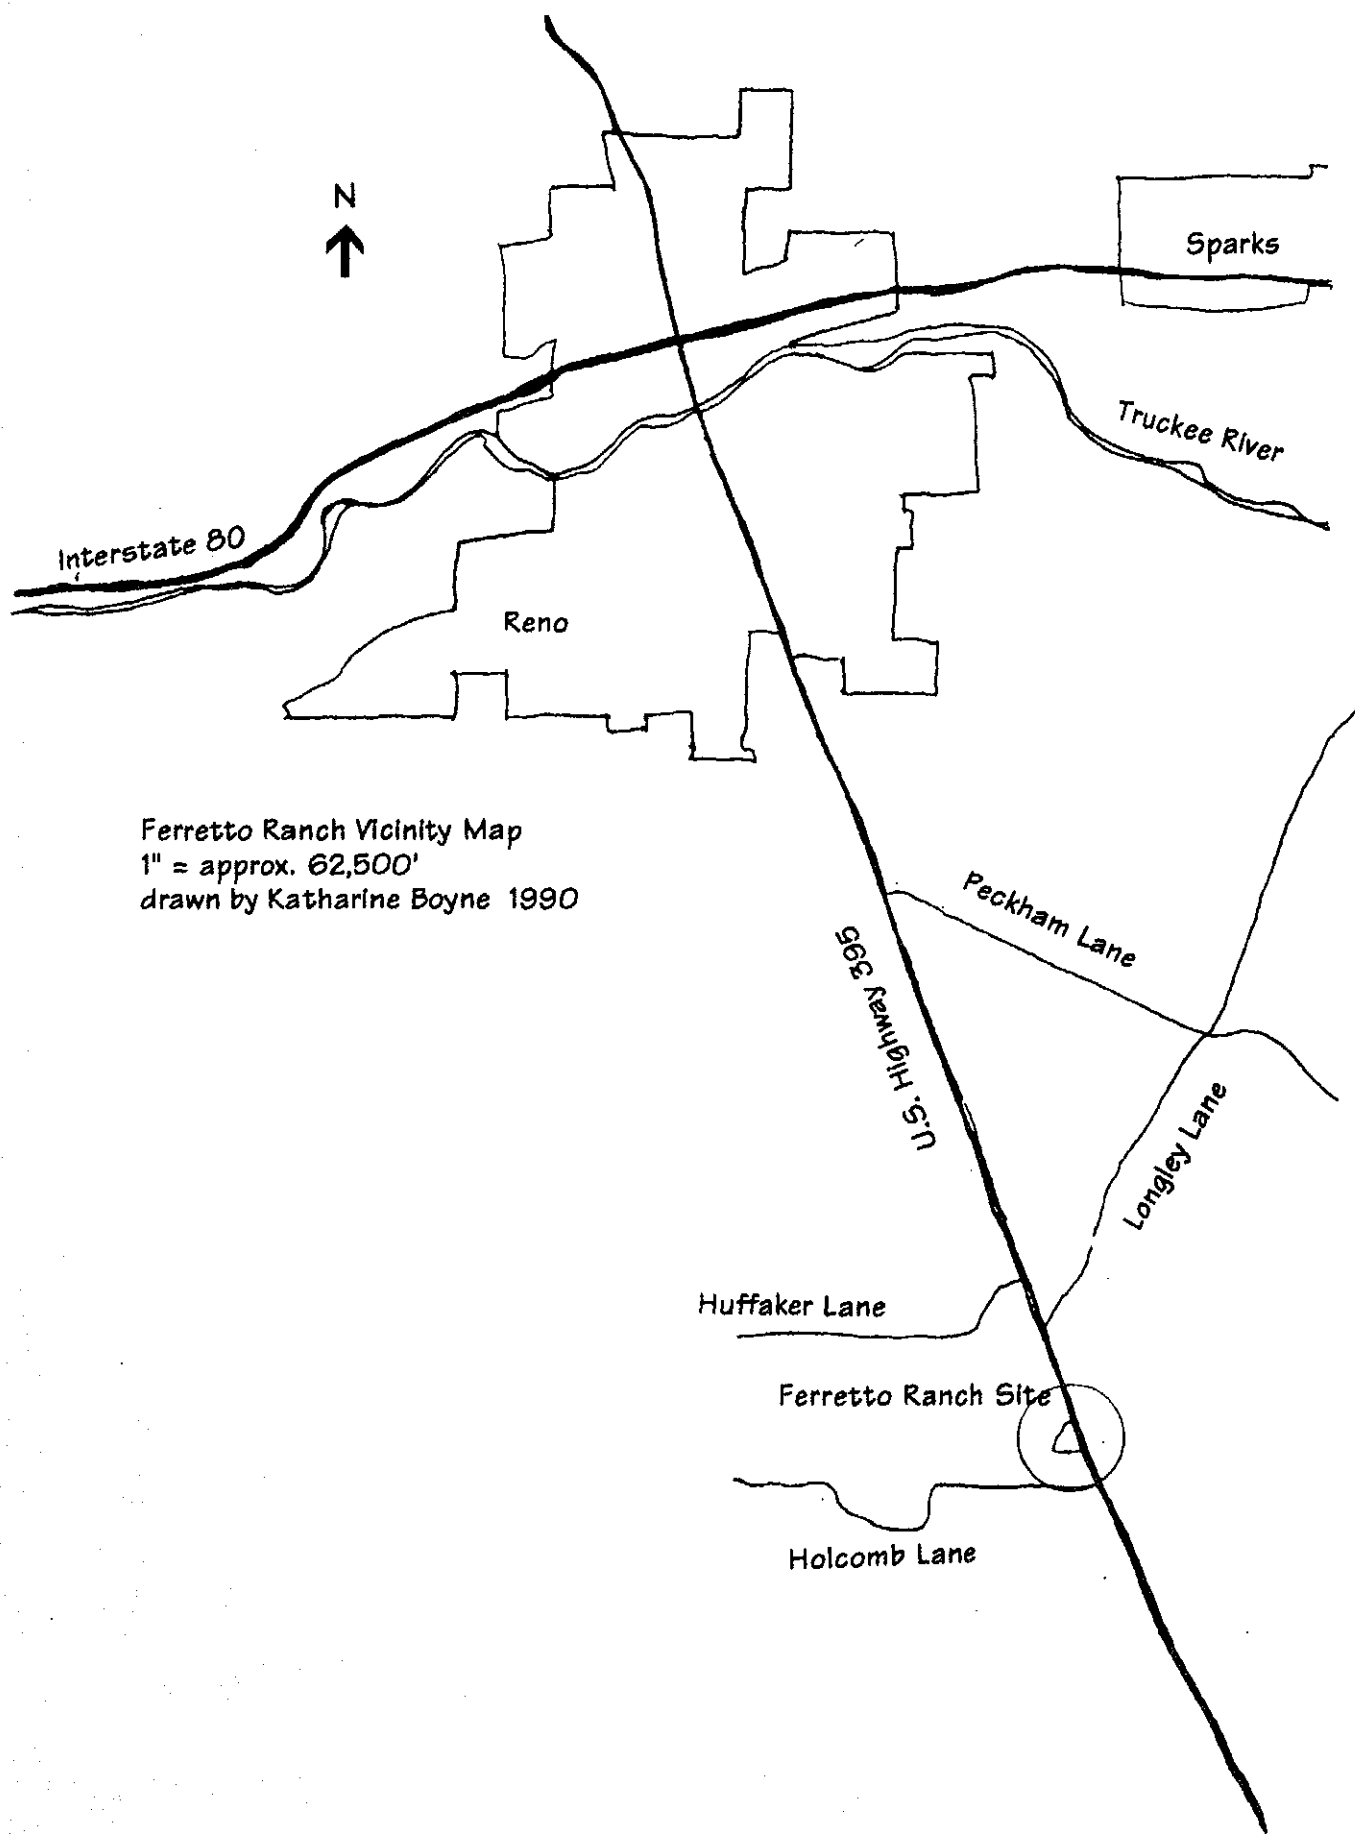 N
Sparks
Truckee River
Interstate 80
Reno
Ferretto Ranch Vicinity Map
1" = approx. 62,500'
drawn by Katharine Boyne 1990
Peckham Lane
U.S. Highway 395
Longley Lane
Huffaker Lane
Ferretto Ranch Site
Holcomb Lane